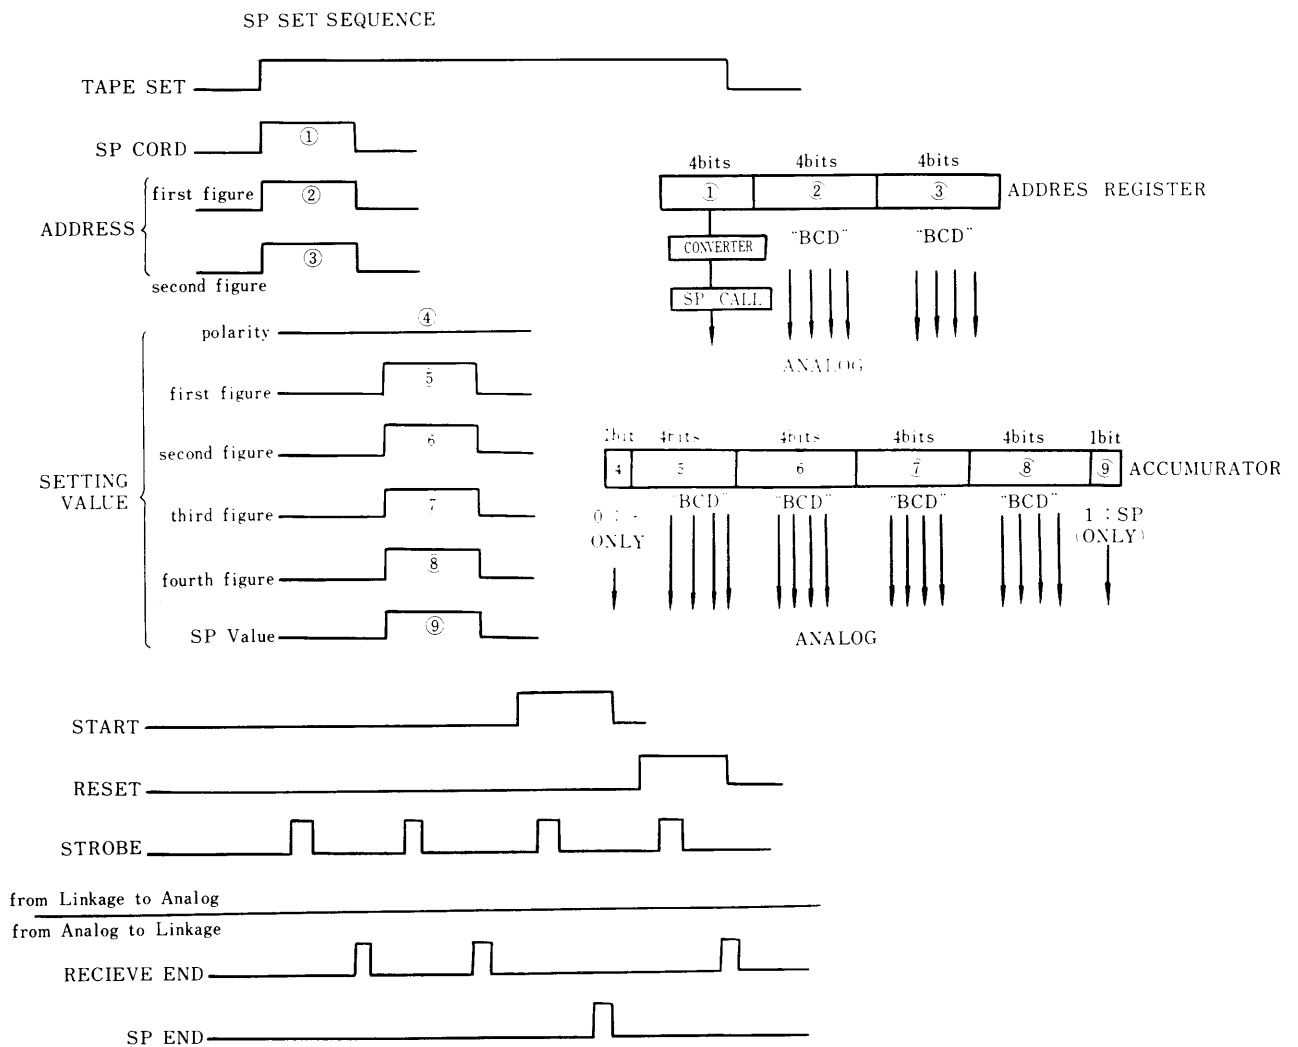 SP SET SEQUENCE
TAPE SET
SP CORD
①
ADDRESS
first figure
②
③
second figure
SETTING
VALUE
polarity
④
first figure
5
second figure
6
third figure
7
fourth figure
8
SP Value
⑨
START
RESET
STROBE
from Linkage to Analog
from Analog to Linkage
RECIEVE END
SP END
4bits 4bits 4bits
① ② ③ ADDRES REGISTER
CONVERTER
"BCD" "BCD"
SP CALL
ANALOG
4bits 4bits 4bits 4bits 1bit
4 5 6 7 ⑧ ⑨ ACCUMURATOR
"BCD" "BCD" "BCD" "BCD"
ONLY
1 : SP
(ONLY)
ANALOG